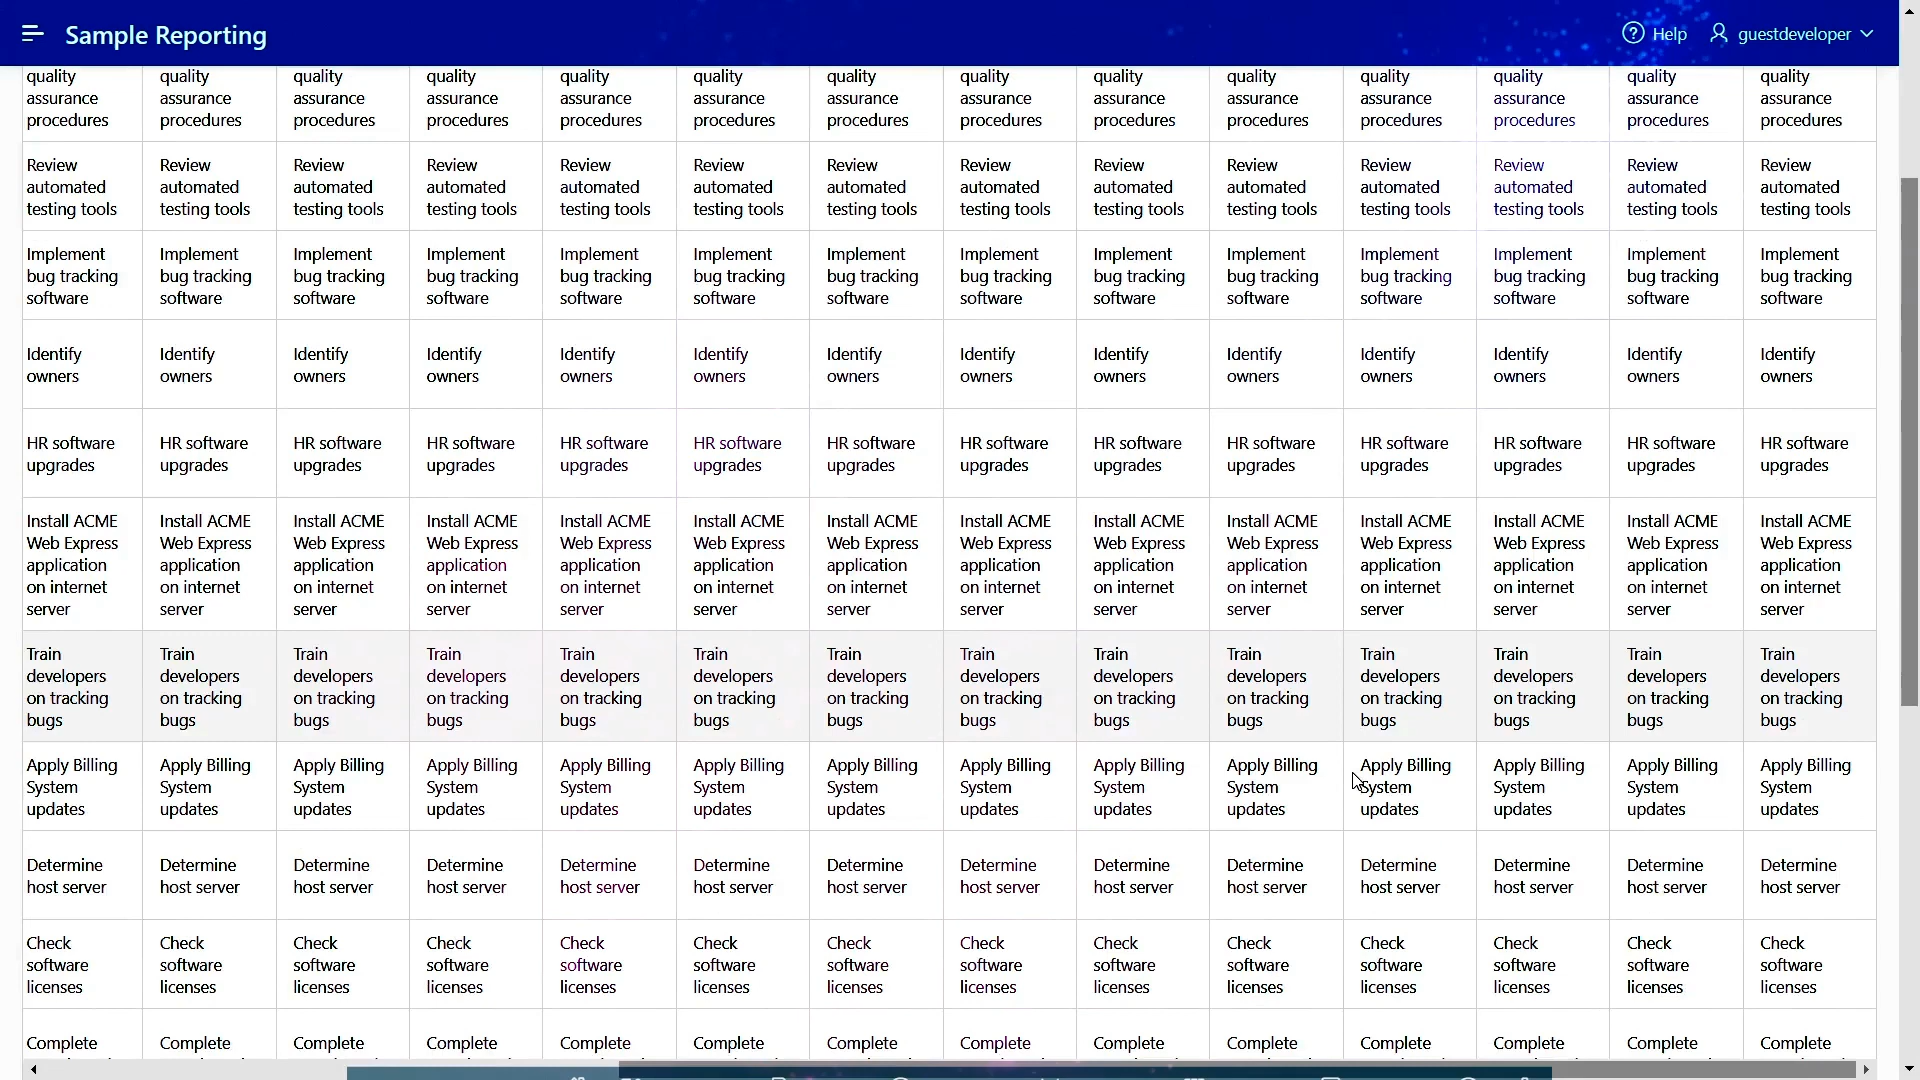 Sample Reporting
Help guestdeveloper
quality quality quality quality quality quality quality quality quality quality quality quality quality quality
assurance assurance assurance assurance assurance assurance assurance assurance assurance assurance assurance assurance assurance assurance
procedures procedures procedures procedures procedures procedures procedures procedures procedures procedures procedures procedures procedures procedures
Review Review Review Review Review Review Review Review Review Review Review Review Review Review
automated automated automated automated automated automated automated automated automated automated automated automated automated automated
testing tools testing tools testing tools testing tools testing tools testing tools testing tools testing tools testing tools testing tools testing tools testing tools testing tools testing tools
Implement Implement Implement Implement Implement Implement Implement Implement Implement Implement Implement Implement Implement Implement
bug tracking bug tracking bug tracking bug tracking bug tracking bug tracking bug tracking bug tracking bug tracking bug tracking bug tracking bug tracking bug tracking bug tracking
software software software software software software software software software software software software software software
Identify Identify Identify Identify Identify Identify Identify Identify Identify Identify Identify Identify Identify Identify
owners owners owners owners owners owners owners owners owners owners owners owners owners owners
HR software HR software HR software HR software HR software HR software HR software HR software HR software HR software HR software HR software HR software HR software
upgrades upgrades upgrades upgrades upgrades upgrades upgrades upgrades upgrades upgrades upgrades upgrades upgrades upgrades
Install ACME Install ACME Install ACME Install ACME Install ACME Install ACME Install ACME Install ACME Install ACME Install ACME Install ACME Install ACME Install ACME Install ACME
Web Express Web Express Web Express Web Express Web Express Web Express Web Express Web Express Web Express Web Express Web Express Web Express Web Express Web Express
application application application application application application application application application application application application application application
on internet on internet on internet on internet on internet on internet on internet on internet on internet on internet on internet on internet on internet on internet
server server server server server server server server server server server server server server
Train Train Train Train Train Train Train Train Train Train Train Train Train Train
developers developers developers developers developers developers developers developers developers developers developers developers developers developers
on tracking on tracking on tracking on tracking on tracking on tracking on tracking on tracking on tracking on tracking on tracking on tracking on tracking on tracking
bugs bugs bugs bugs bugs bugs bugs bugs bugs bugs bugs bugs bugs bugs
Apply Billing Apply Billing Apply Billing Apply Billing Apply Billing Apply Billing Apply Billing Apply Billing Apply Billing Apply Billing Apply Billing Apply Billing Apply Billing Apply Billing
System System System System System System System System System System System System System System
updates updates updates updates updates updates updates updates updates updates updates updates updates updates
Determine Determine Determine Determine Determine Determine Determine Determine Determine Determine Determine Determine Determine Determine
host server host server host server host server host server host server host server host server host server host server host server host server host server host server
Check Check Check Check Check Check Check Check Check Check Check Check Check Check
software software software software software software software software software software software software software software
licenses licenses licenses licenses licenses licenses licenses licenses licenses licenses licenses licenses licenses licenses
Complete Complete Complete Complete Complete Complete Complete Complete Complete Complete Complete Complete Complete Complete